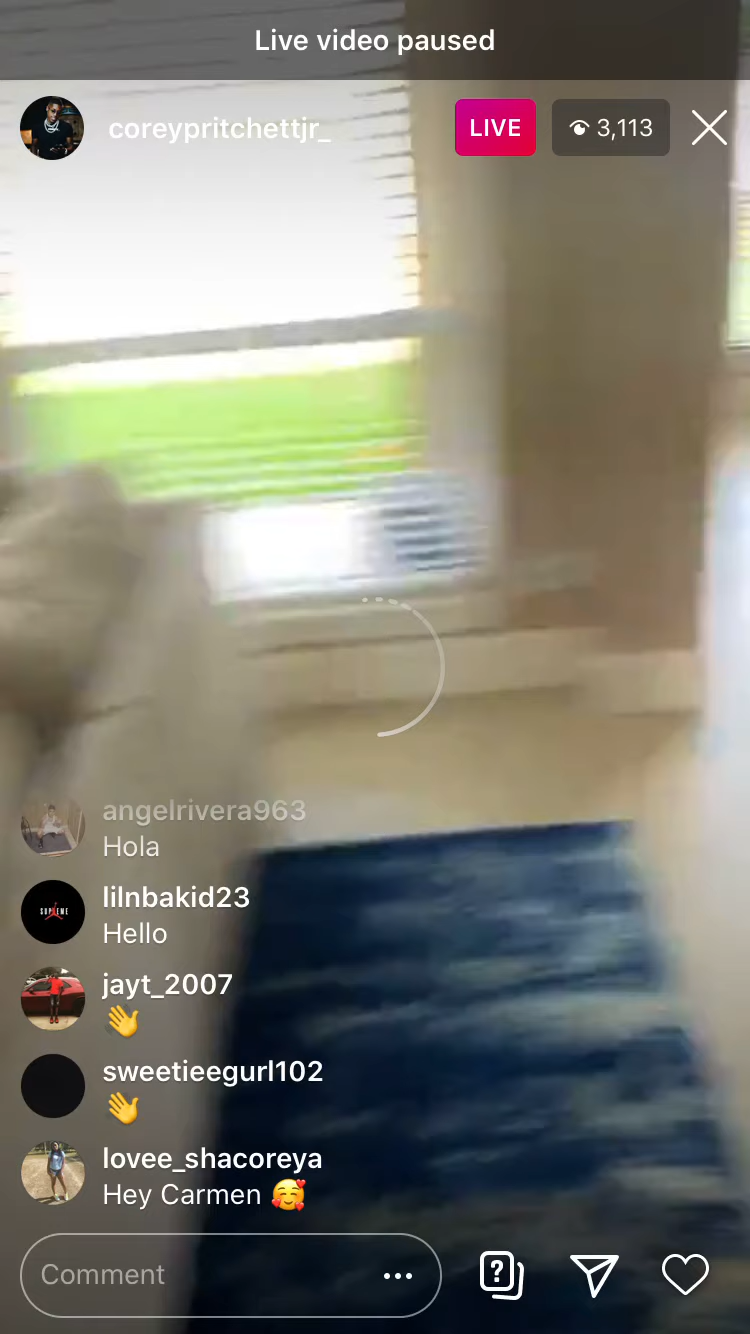 Live video paused
coreypritchettjr_
LIVE
3,113
angelrivera963
Hola
lilnbakid23
Hello
jayt_2007
👋
sweetieegurl102
👋
lovee_shacoreya
Hey Carmen 🥰
Comment